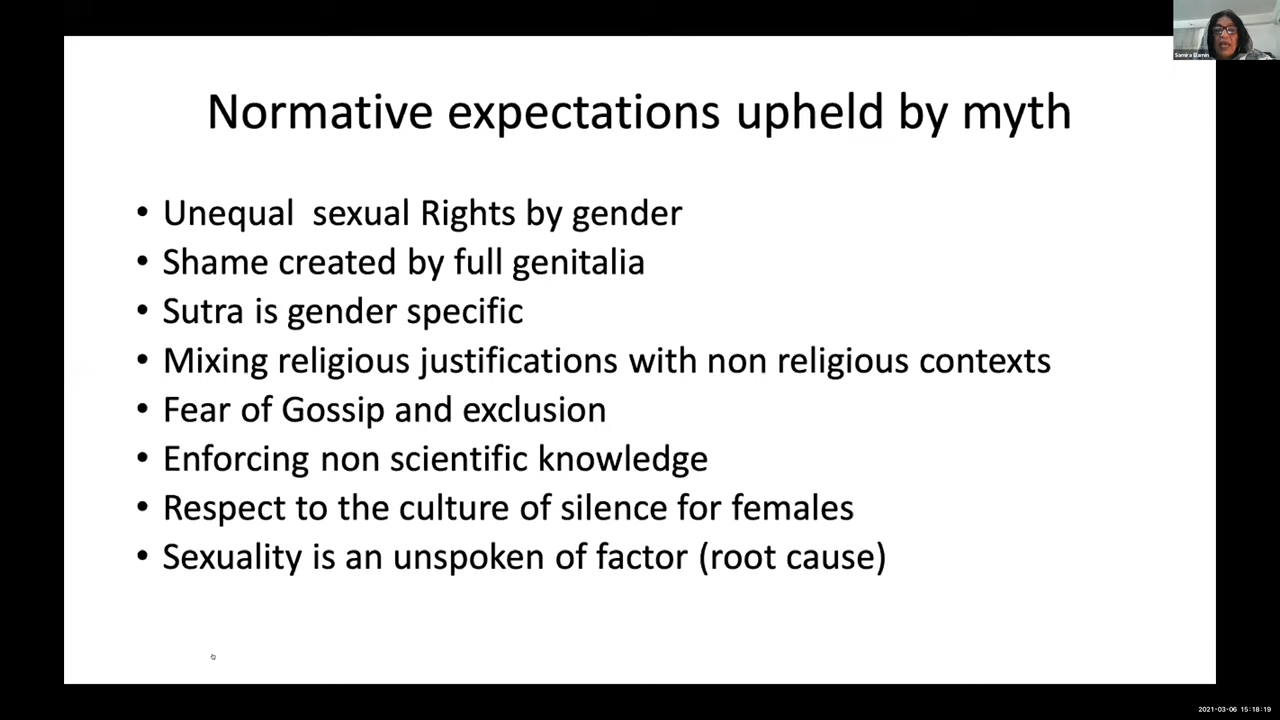 Samira Elamin
Normative expectations upheld by myth
• Unequal  sexual Rights by gender
• Shame created by full genitalia
• Sutra is gender specific
• Mixing religious justifications with non religious contexts
• Fear of Gossip and exclusion
• Enforcing non scientific knowledge
• Respect to the culture of silence for females
• Sexuality is an unspoken of factor (root cause)
2021-03-06 15:18:19